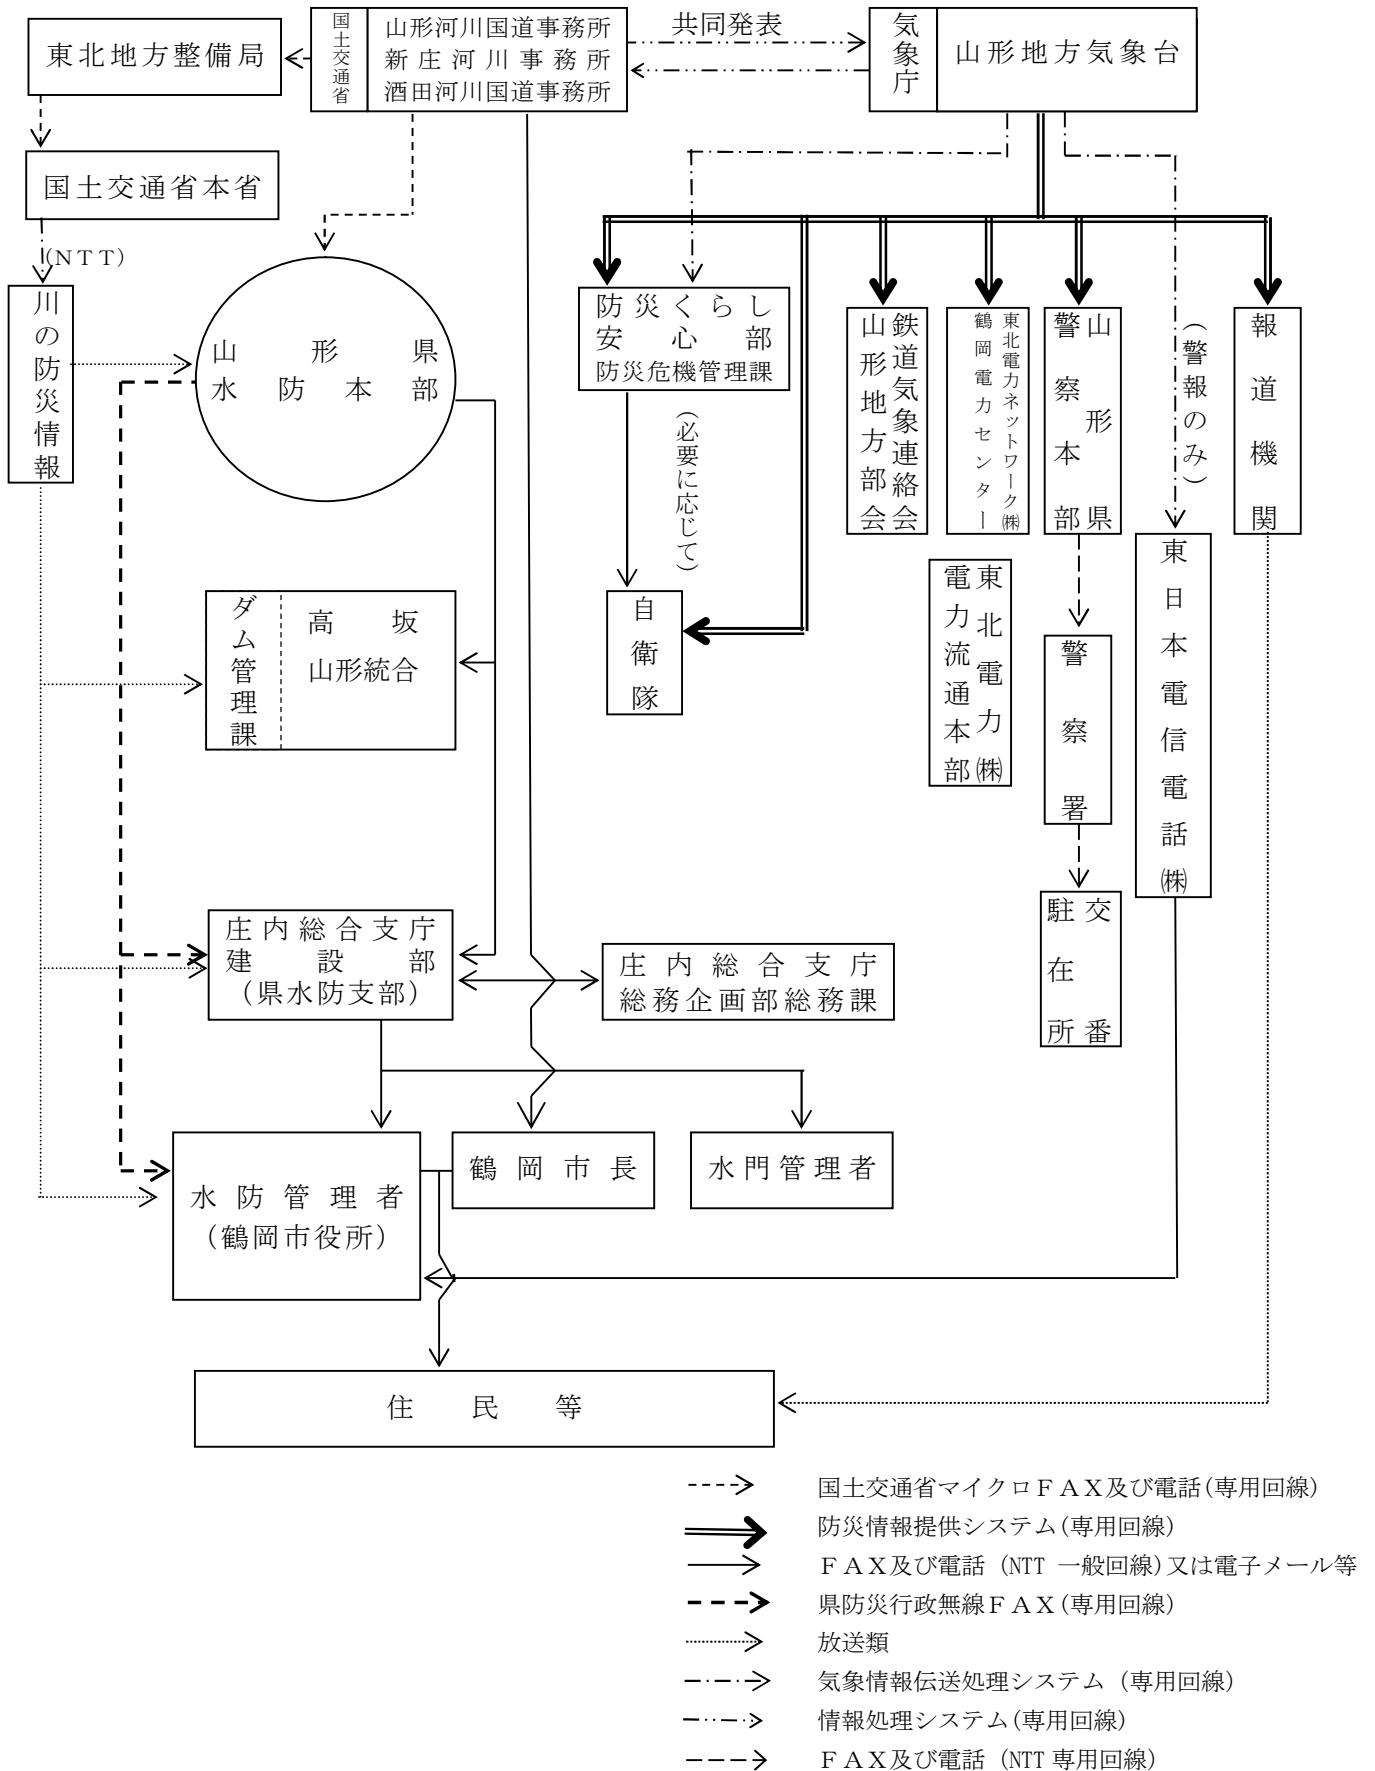 国土交通省
山形河川国道事務所
新庄河川事務所
酒田河川国道事務所
共同発表
気象庁
山形地方気象台
東北地方整備局
国土交通省本省
(NTT)
川の防災情報
山形県
水防本部
防災くらし
安心部
防災危機管理課
(必要に応じて)
自衛隊
鉄道気象連絡会
山形地方部会
東北電力ネットワーク㈱
鶴岡電力センター
山形県
警察本部
(警報のみ)
報道機関
東北電力㈱
電力流通本部
警察署
交番
駐在所
東日本電信電話㈱
ダム管理課
高坂
山形統合
庄内総合支庁
建設部
(県水防支部)
庄内総合支庁
総務企画部総務課
水防管理者
(鶴岡市役所)
鶴岡市長
水門管理者
住民等
国土交通省マイクロFAX及び電話(専用回線)
防災情報提供システム(専用回線)
FAX及び電話 (NTT 一般回線)又は電子メール等
県防災行政無線FAX(専用回線)
放送類
気象情報伝送処理システム (専用回線)
情報処理システム(専用回線)
FAX及び電話 (NTT専用回線)